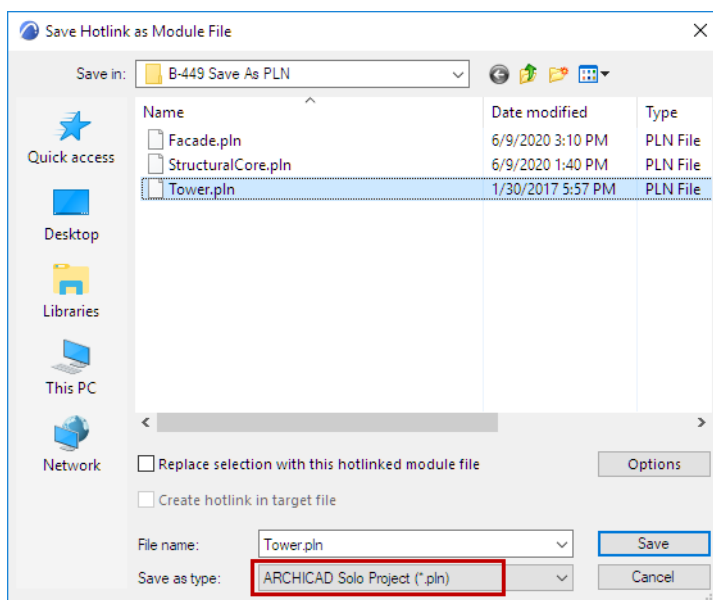 Save Hotlink as Module File
Save in: B-449 Save As PLN
Name Date modified Type
Facade.pln 6/9/2020 3:10 PM PLN File
StructuralCore.pln 6/9/2020 1:40 PM PLN File
Tower.pln 1/30/2017 5:57 PM PLN File
Quick access
Desktop
Libraries
This PC
Network
Replace selection with this hotlinked module file Options
Create hotlink in target file
File name: Tower.pln Save
Save as type: ARCHICAD Solo Project (*.pln) Cancel